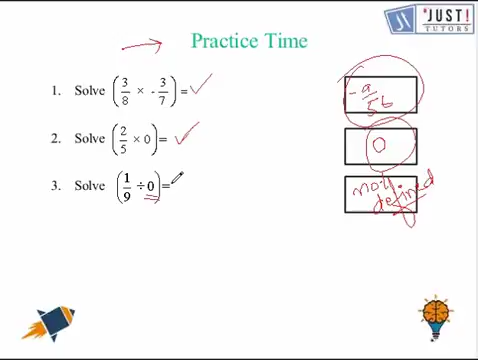 JUST!
TUTORS
Practice Time
1. Solve (3/8 × - 3/7) =
-9/56
2. Solve (2/5 × 0) =
0
3. Solve (1/9 ÷ 0) =
not
defined